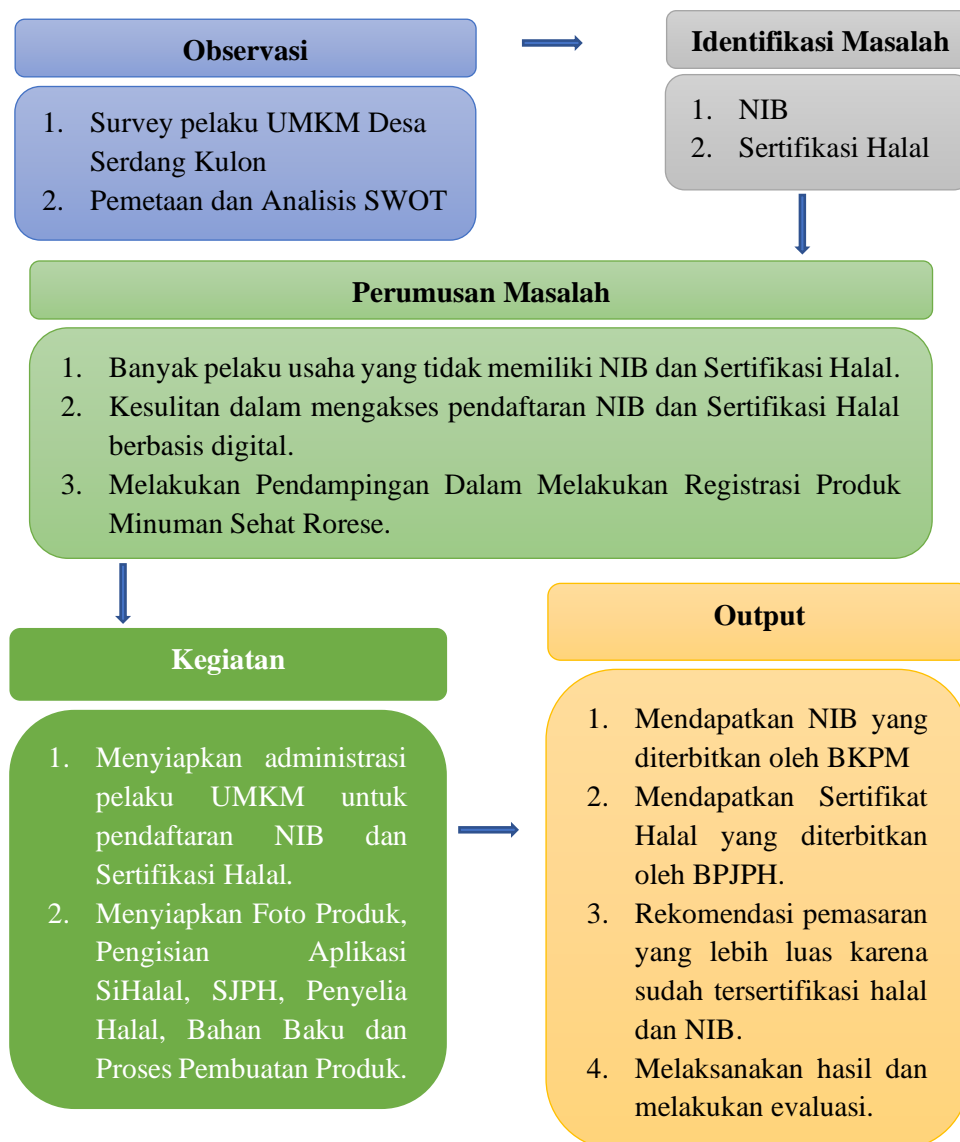 Observasi
1. Survey pelaku UMKM Desa
Serdang Kulon
2. Pemetaan dan Analisis SWOT
Identifikasi Masalah
1. NIB
2. Sertifikasi Halal
Perumusan Masalah
1. Banyak pelaku usaha yang tidak memiliki NIB dan Sertifikasi Halal.
2. Kesulitan dalam mengakses pendaftaran NIB dan Sertifikasi Halal
berbasis digital.
3. Melakukan Pendampingan Dalam Melakukan Registrasi Produk
Minuman Sehat Rorese.
Kegiatan
1. Menyiapkan administrasi
pelaku UMKM untuk
pendaftaran NIB dan
Sertifikasi Halal.
2. Menyiapkan Foto Produk,
Pengisian Aplikasi
SiHalal, SJPH, Penyelia
Halal, Bahan Baku dan
Proses Pembuatan Produk.
Output
1. Mendapatkan NIB yang
diterbitkan oleh BKPM
2. Mendapatkan Sertifikat
Halal yang diterbitkan
oleh BPJPH.
3. Rekomendasi pemasaran
yang lebih luas karena
sudah tersertifikasi halal
dan NIB.
4. Melaksanakan hasil dan
melakukan evaluasi.